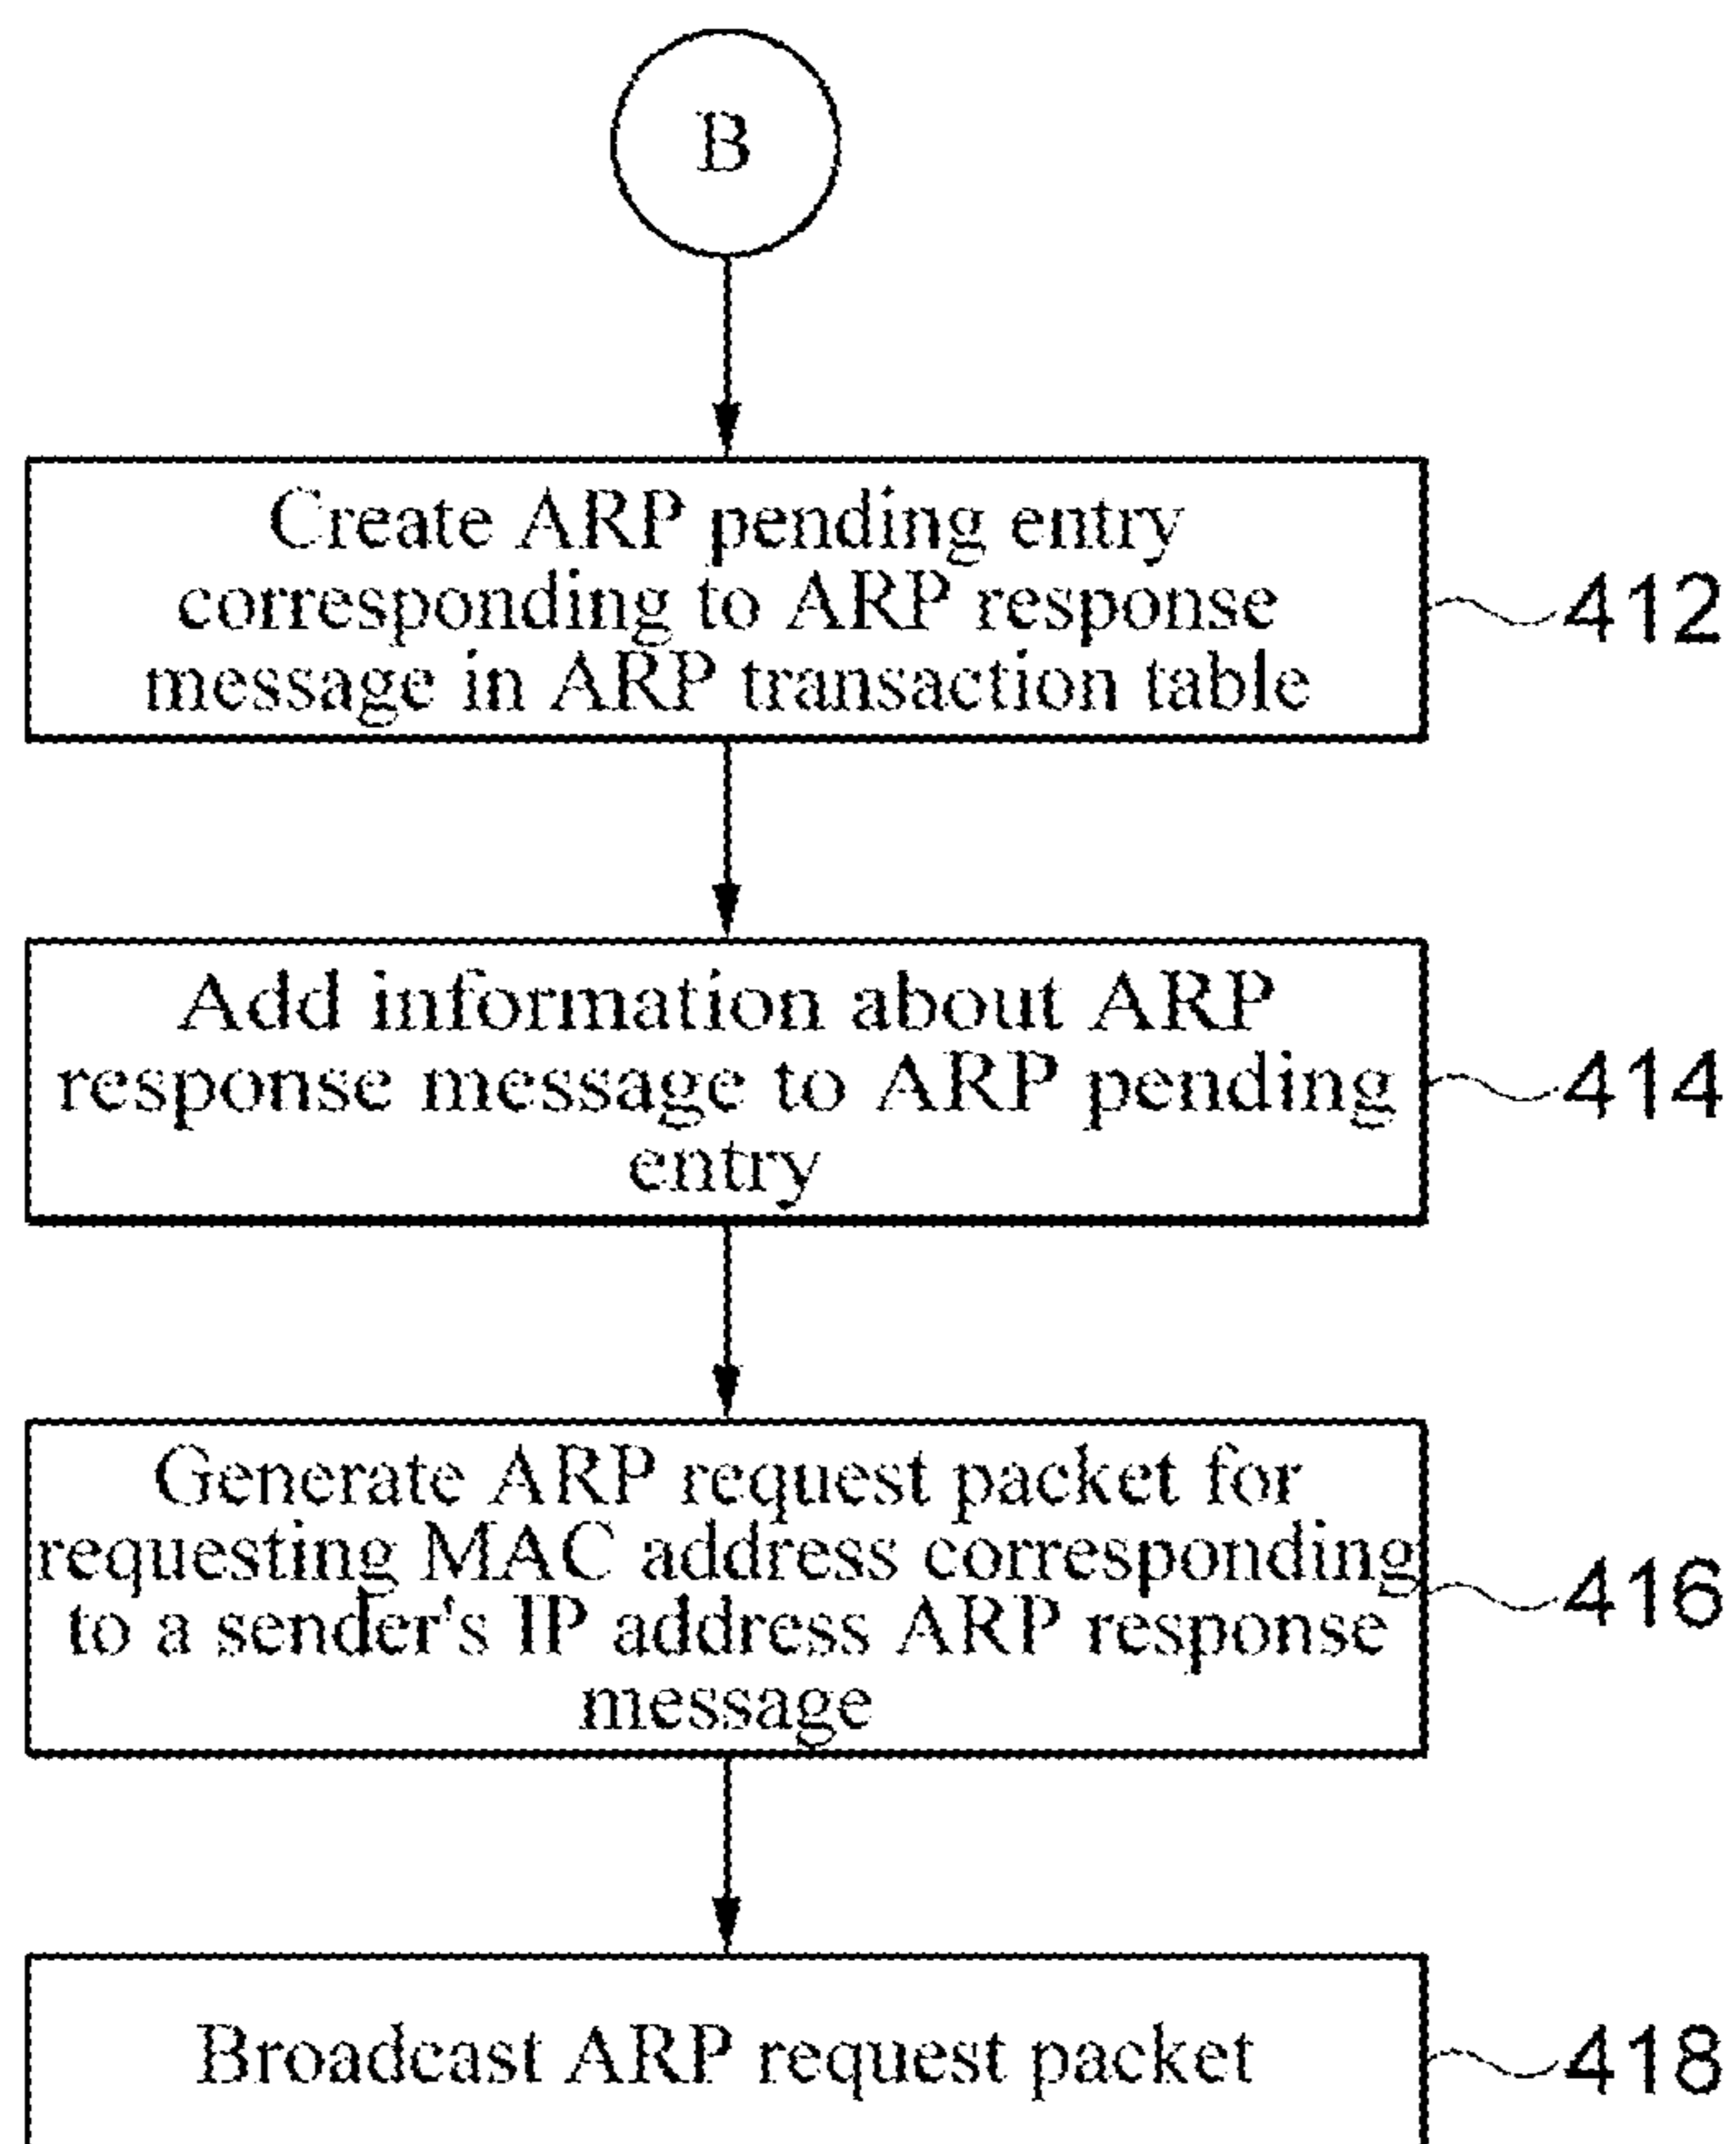 B
Create ARP pending entry
corresponding to ARP response
message in ARP transaction table
412
Add information about ARP
response message to ARP pending
entry
414
Generate ARP request packet for
requesting MAC address corresponding
to a sender's IP address ARP response
message
416
Broadcast ARP request packet
418